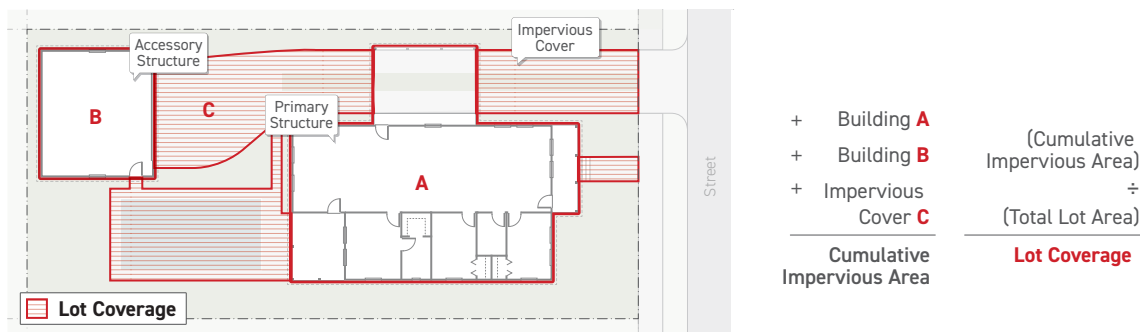 Accessory
Structure
Impervious
Cover
B
C
Primary
Structure
A
Street
Lot Coverage
+ Building A
+ Building B
+ Impervious
Cover C
Cumulative
Impervious Area
(Cumulative
Impervious Area)
÷
(Total Lot Area)
Lot Coverage